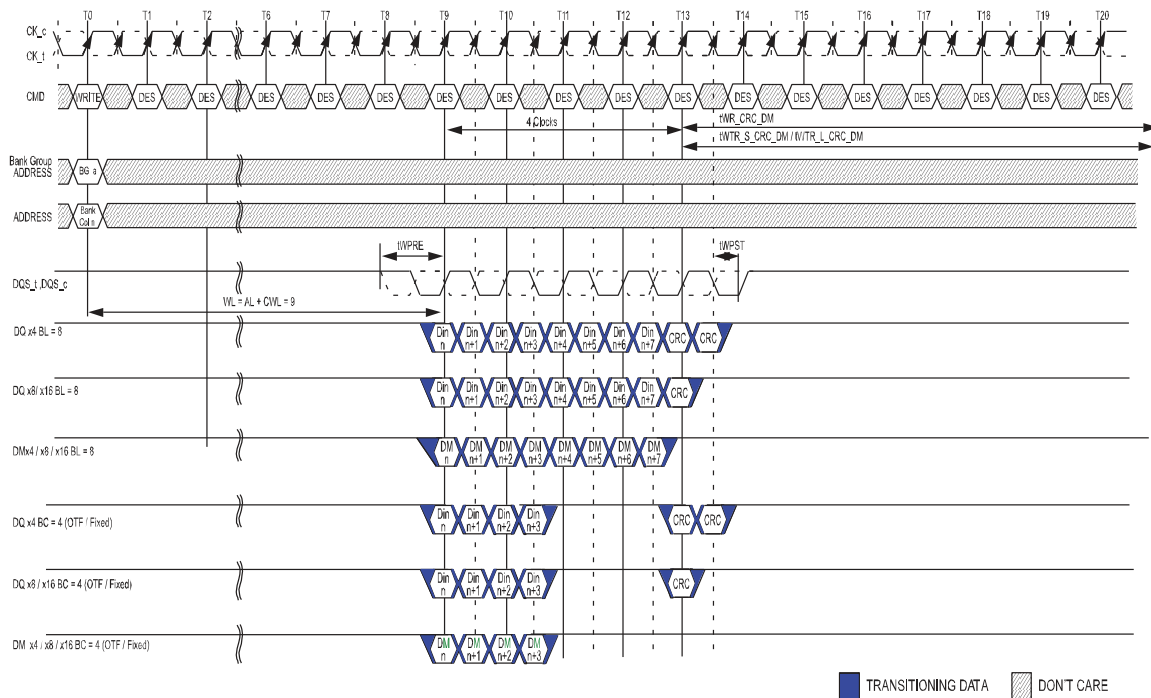 T0 T1 T2 T6 T7 T8 T9 T10 T11 T12 T13 T14 T15 T16 T17 T18 T19 T20
CK_c
CK_t
CMD WRITE DES DES DES DES DES DES DES DES DES DES DES DES DES DES DES DES DES
4 Clocks
tWR_CRC_DM
tWTR_S_CRC_DM / tWTR_L_CRC_DM
Bank Group
ADDRESS
BG a
ADDRESS
Bank
Col n
tWPRE
tWPST
DQS_t ,DQS_c
WL = AL + CWL = 9
DQ x4 BL = 8
Din n Din n+1 Din n+2 Din n+3 Din n+4 Din n+5 Din n+6 Din n+7 CRC CRC
DQ x8/ x16 BL = 8
Din n Din n+1 Din n+2 Din n+3 Din n+4 Din n+5 Din n+6 Din n+7 CRC
DMx4 / x8 / x16 BL = 8
DM n DM n+1 DM n+2 DM n+3 DM n+4 DM n+5 DM n+6 DM n+7
DQ x4 BC = 4 (OTF / Fixed)
Din n Din n+1 Din n+2 Din n+3 CRC CRC
DQ x8 / x16 BC = 4 (OTF / Fixed)
Din n Din n+1 Din n+2 Din n+3 CRC
DM x4 / x8 / x16 BC = 4 (OTF / Fixed)
DM n DM n+1 DM n+2 DM n+3
TRANSITIONING DATA
DON'T CARE